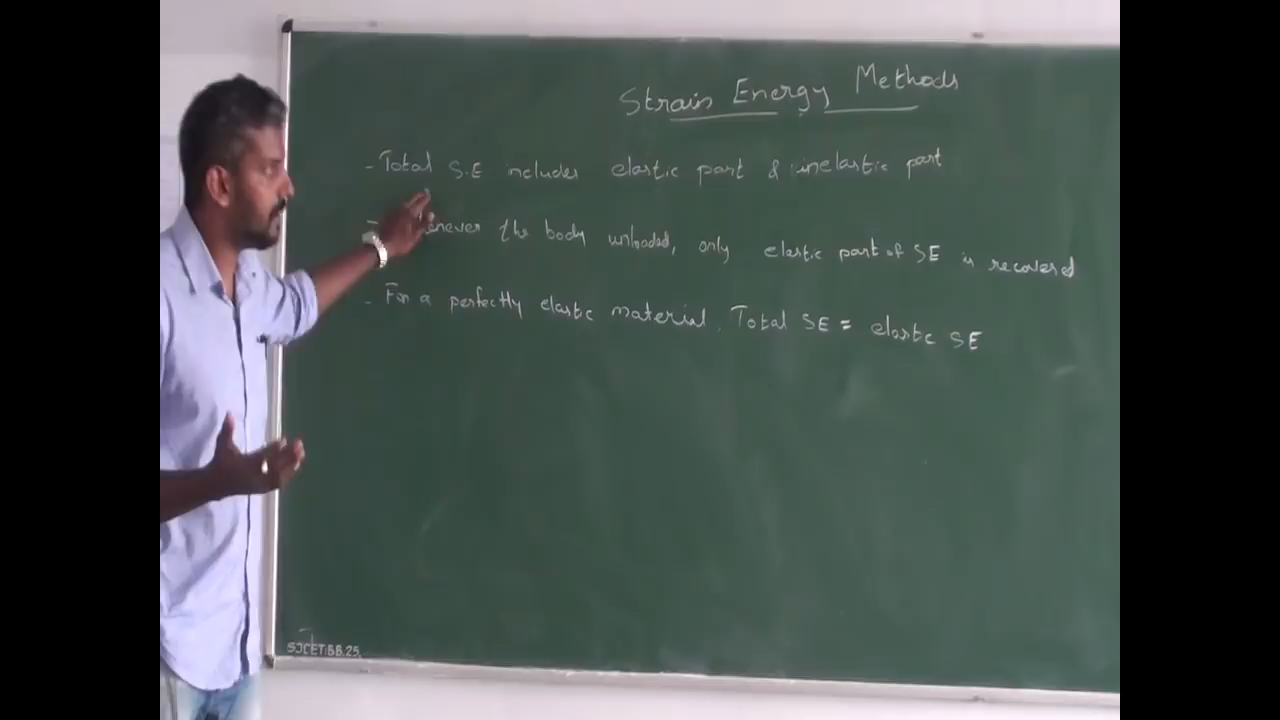 Strain Energy Methods
- Total S.E includes elastic part & inelastic part
- enever the body unloaded, only elastic part of SE is recovered
- For a perfectly elastic material, Total SE = elastic SE
SJCET:BB.25